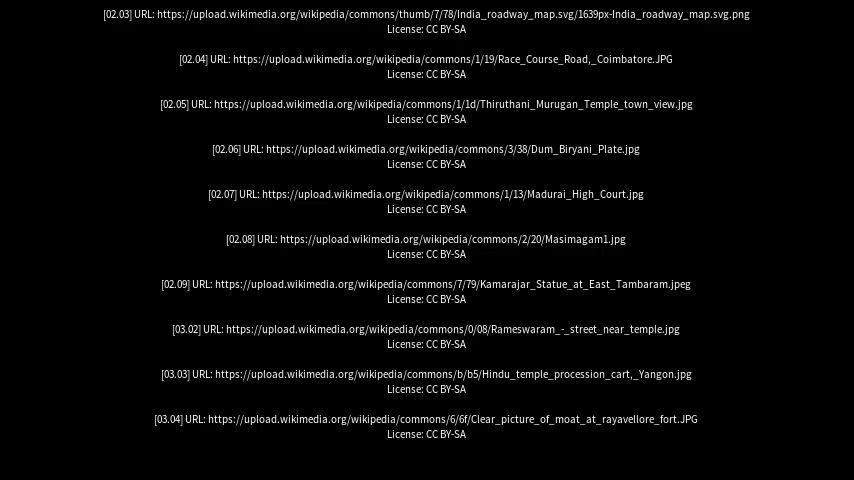 [02.03] URL: https://upload.wikimedia.org/wikipedia/commons/thumb/7/78/India_roadway_map.svg/1639px-India_roadway_map.svg.png
License: CC BY-SA
[02.04] URL: https://upload.wikimedia.org/wikipedia/commons/1/19/Race_Course_Road,_Coimbatore.JPG
License: CC BY-SA
[02.05] URL: https://upload.wikimedia.org/wikipedia/commons/1/1d/Thiruthani_Murugan_Temple_town_view.jpg
License: CC BY-SA
[02.06] URL: https://upload.wikimedia.org/wikipedia/commons/3/38/Dum_Biryani_Plate.jpg
License: CC BY-SA
[02.07] URL: https://upload.wikimedia.org/wikipedia/commons/1/13/Madurai_High_Court.jpg
License: CC BY-SA
[02.08] URL: https://upload.wikimedia.org/wikipedia/commons/2/20/Masimagam1.jpg
License: CC BY-SA
[02.09] URL: https://upload.wikimedia.org/wikipedia/commons/7/79/Kamarajar_Statue_at_East_Tambaram.jpeg
License: CC BY-SA
[03.02] URL: https://upload.wikimedia.org/wikipedia/commons/0/08/Rameswaram_-_street_near_temple.jpg
License: CC BY-SA
[03.03] URL: https://upload.wikimedia.org/wikipedia/commons/b/b5/Hindu_temple_procession_cart,_Yangon.jpg
License: CC BY-SA
[03.04] URL: https://upload.wikimedia.org/wikipedia/commons/6/6f/Clear_picture_of_moat_at_rayavellore_fort.JPG
License: CC BY-SA